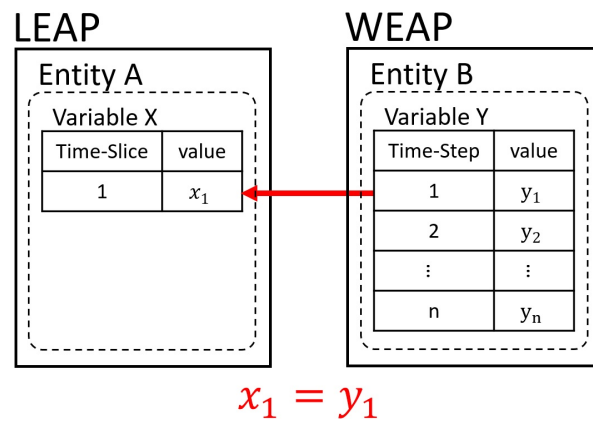 LEAP
Entity A
Variable X
Time-Slice value
1 x₁
WEAP
Entity B
Variable Y
Time-Step value
1 y₁
2 y₂
⋮ ⋮
n yₙ
x₁ = y₁